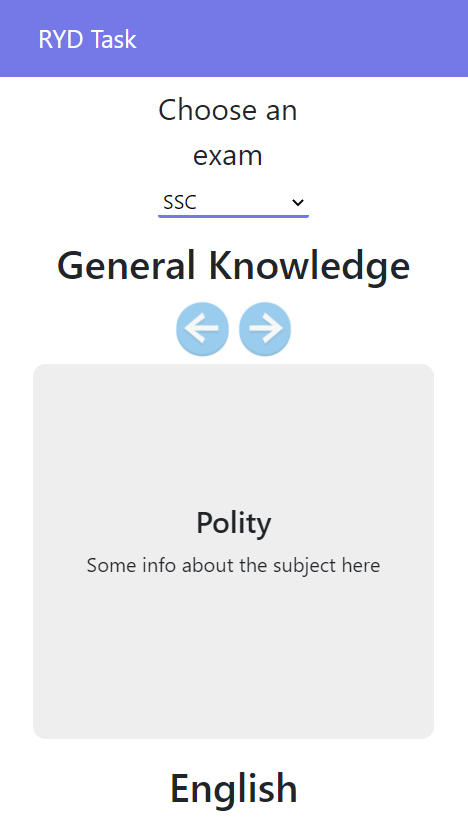 RYD Task
Choose an
exam
SSC
General Knowledge
Polity
Some info about the subject here
English